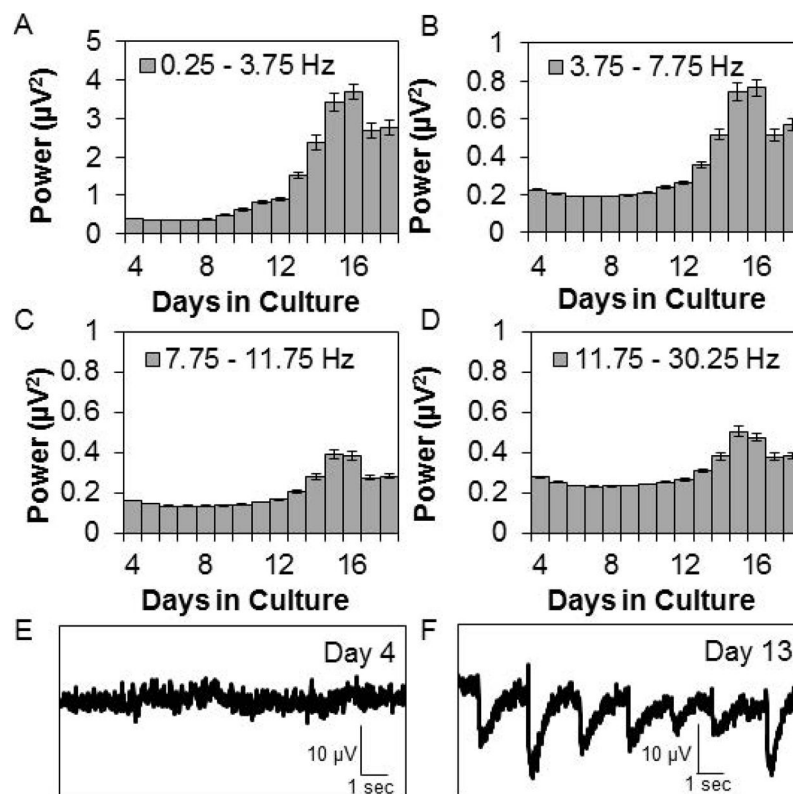 A
5
4
3
2
1
0
Power (µV²)
0.25 - 3.75 Hz
4 8 12 16
Days in Culture
B
1
0.8
0.6
0.4
0.2
0
Power (µV²)
3.75 - 7.75 Hz
4 8 12 16
Days in Culture
C
1
0.8
0.6
0.4
0.2
0
Power (µV²)
7.75 - 11.75 Hz
4 8 12 16
Days in Culture
D
1
0.8
0.6
0.4
0.2
0
Power (µV²)
11.75 - 30.25 Hz
4 8 12 16
Days in Culture
E
Day 4
10 µV
1 sec
F
Day 13
10 µV
1 sec